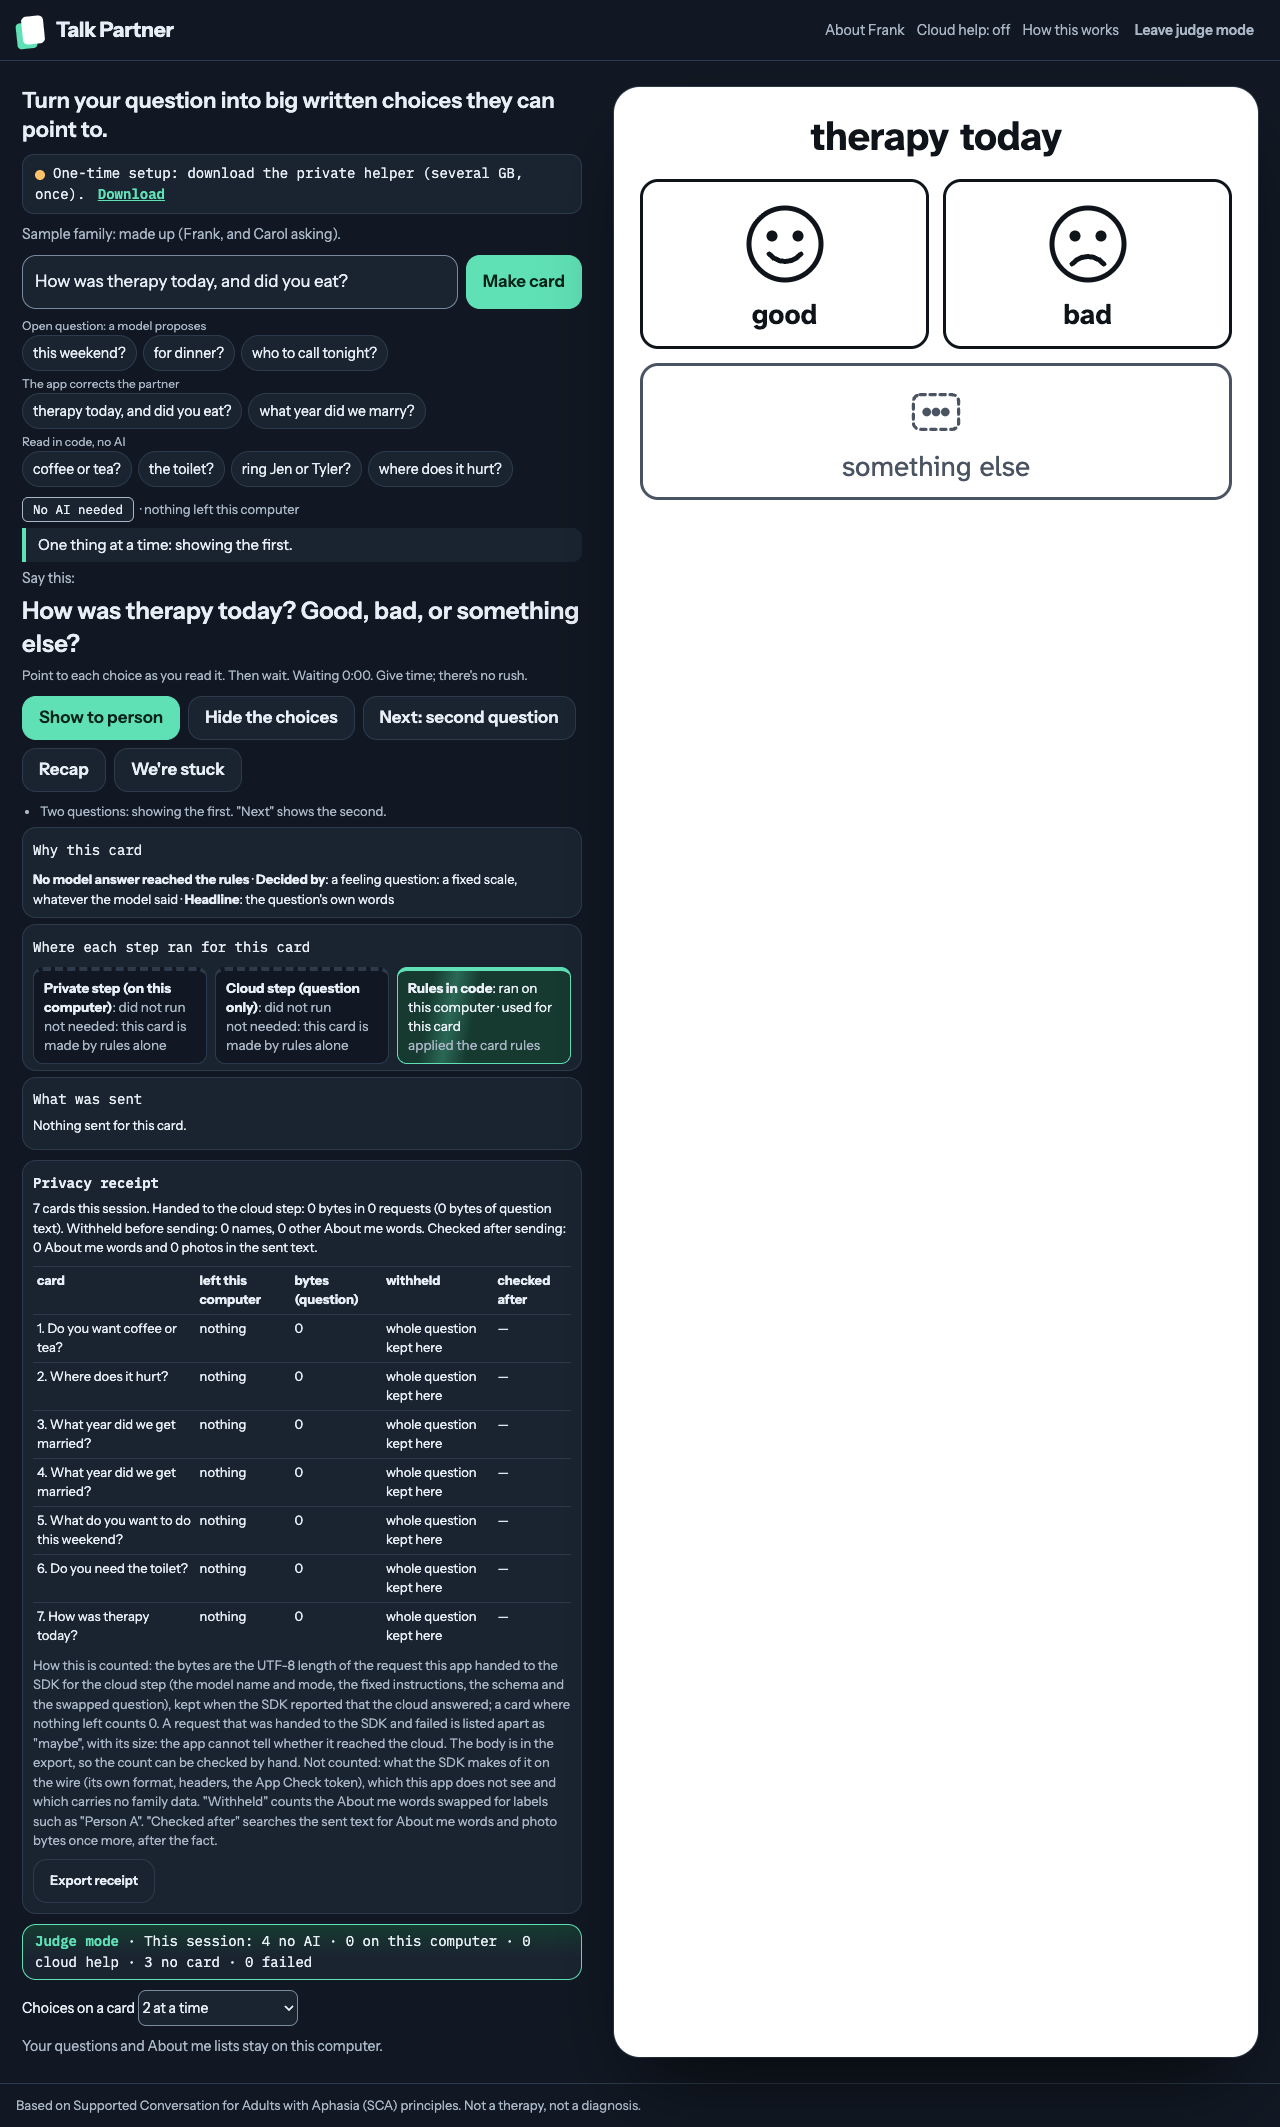 Talk Partner
About Frank Cloud help: off How this works Leave judge mode
Turn your question into big written choices they can
point to.
One-time setup: download the private helper (several GB,
once). Download
Sample family: made up (Frank, and Carol asking).
How was therapy today, and did you eat?
Make card
Open question: a model proposes
this weekend? for dinner? who to call tonight?
The app corrects the partner
therapy today, and did you eat? what year did we marry?
Read in code, no AI
coffee or tea? the toilet? ring Jen or Tyler? where does it hurt?
No AI needed · nothing left this computer
One thing at a time: showing the first.
Say this:
How was therapy today? Good, bad, or something
else?
Point to each choice as you read it. Then wait. Waiting 0:00. Give time; there's no rush.
Show to person Hide the choices Next: second question
Recap We're stuck
• Two questions: showing the first. "Next" shows the second.
Why this card
No model answer reached the rules · Decided by: a feeling question: a fixed scale,
whatever the model said · Headline: the question's own words
Where each step ran for this card
Private step (on this
computer): did not run
not needed: this card is
made by rules alone
Cloud step (question
only): did not run
not needed: this card is
made by rules alone
Rules in code: ran on
this computer · used for
this card
applied the card rules
What was sent
Nothing sent for this card.
Privacy receipt
7 cards this session. Handed to the cloud step: 0 bytes in 0 requests (0 bytes of question
text). Withheld before sending: 0 names, 0 other About me words. Checked after sending:
0 About me words and 0 photos in the sent text.
card left this computer bytes (question) withheld checked after
1. Do you want coffee or tea? nothing 0 whole question kept here —
2. Where does it hurt? nothing 0 whole question kept here —
3. What year did we get married? nothing 0 whole question kept here —
4. What year did we get married? nothing 0 whole question kept here —
5. What do you want to do this weekend? nothing 0 whole question kept here —
6. Do you need the toilet? nothing 0 whole question kept here —
7. How was therapy today? nothing 0 whole question kept here —
How this is counted: the bytes are the UTF-8 length of the request this app handed to the
SDK for the cloud step (the model name and mode, the fixed instructions, the schema and
the swapped question), kept when the SDK reported that the cloud answered; a card where
nothing left counts 0. A request that was handed to the SDK and failed is listed apart as
"maybe", with its size: the app cannot tell whether it reached the cloud. The body is in the
export, so the count can be checked by hand. Not counted: what the SDK makes of it on
the wire (its own format, headers, the App Check token), which this app does not see and
which carries no family data. "Withheld" counts the About me words swapped for labels
such as "Person A". "Checked after" searches the sent text for About me words and photo
bytes once more, after the fact.
Export receipt
Judge mode · This session: 4 no AI · 0 on this computer · 0
cloud help · 3 no card · 0 failed
Choices on a card 2 at a time
Your questions and About me lists stay on this computer.
therapy today
good
bad
something else
Based on Supported Conversation for Adults with Aphasia (SCA) principles. Not a therapy, not a diagnosis.